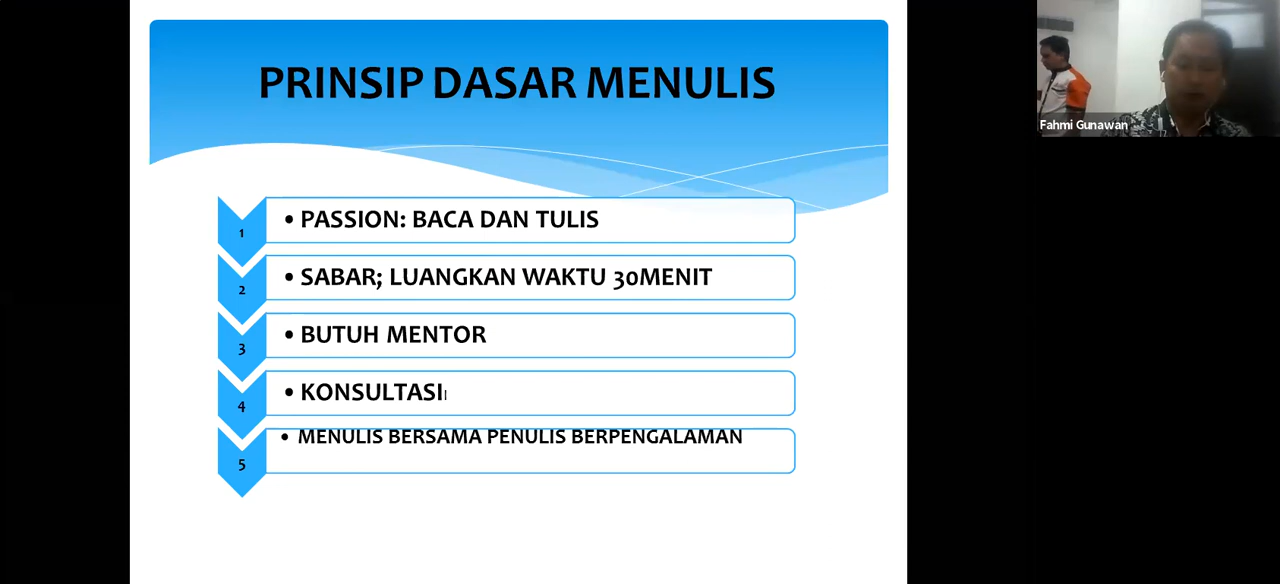 PRINSIP DASAR MENULIS
1
• PASSION: BACA DAN TULIS
2
• SABAR; LUANGKAN WAKTU 30MENIT
3
• BUTUH MENTOR
4
• KONSULTASI
5
• MENULIS BERSAMA PENULIS BERPENGALAMAN
Fahmi Gunawan